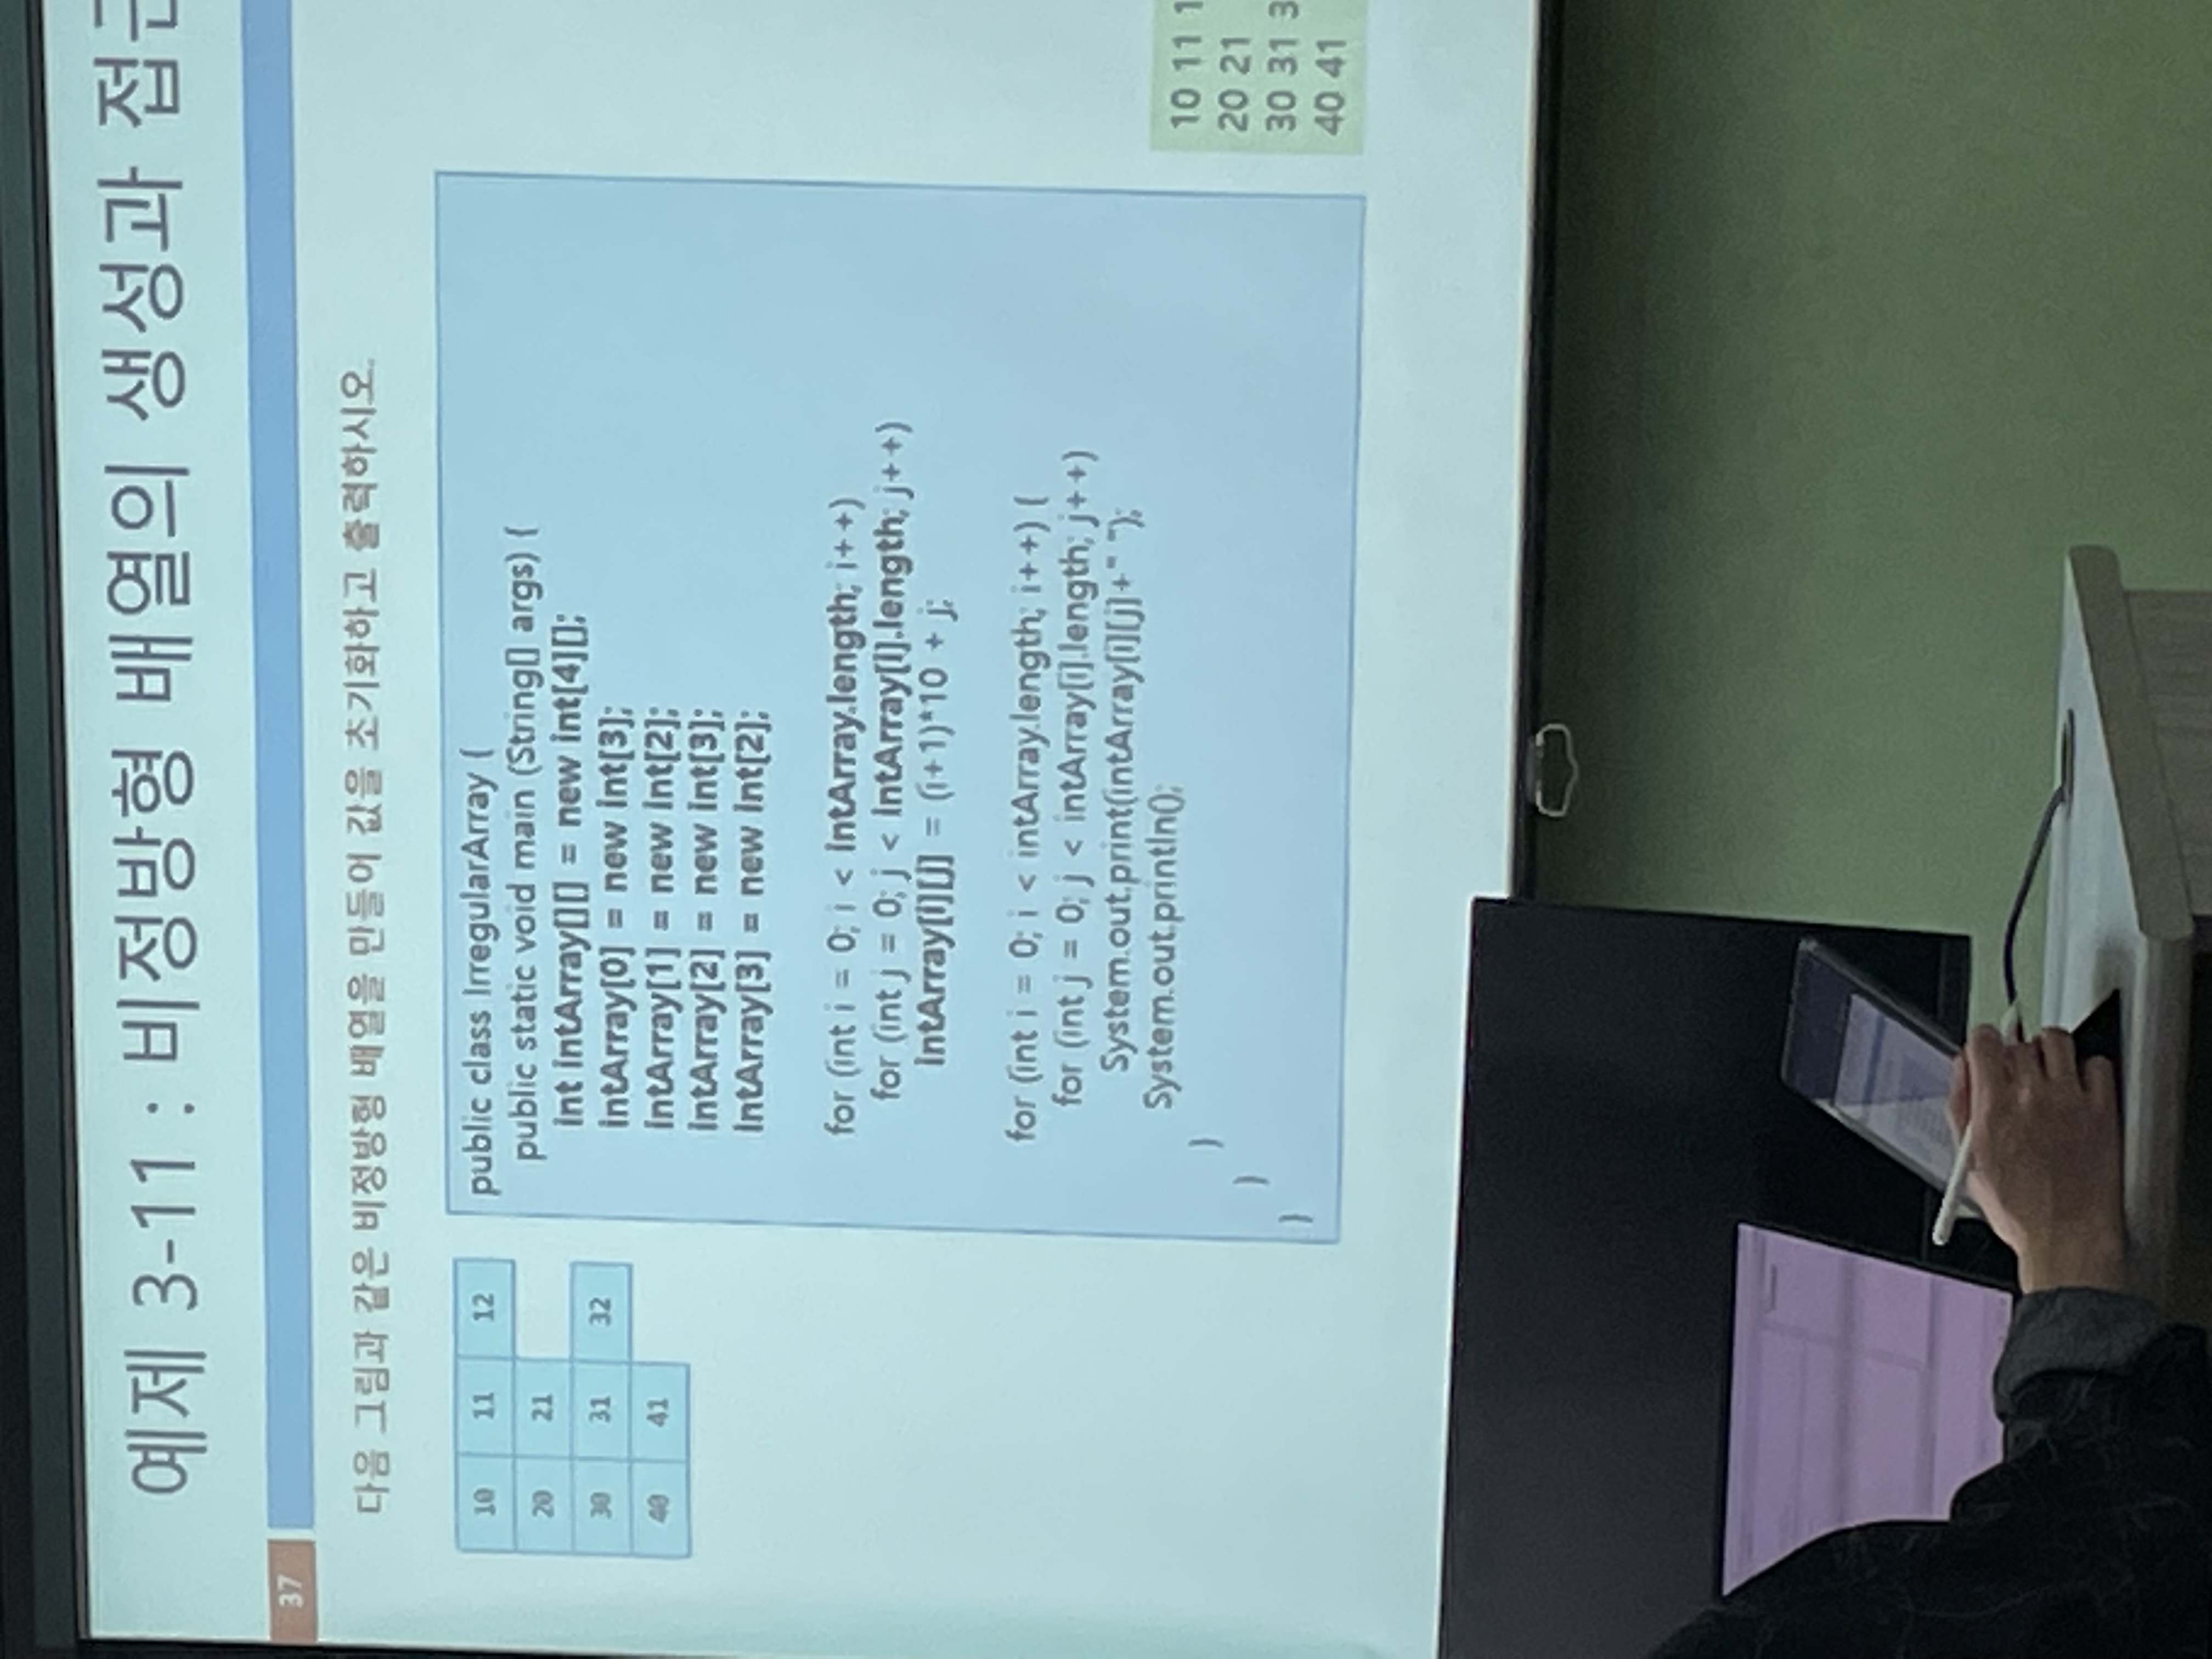 예제 3-11 : 비정방형 배열의 생성과
37
다음 그림과 같은 비정방형 배열을 만들어 값을 초기화하고 출력하시오.
10 11 12
20 21
30 31 32
40 41
public class IrregularArray {
public static void main (String[] args) {
int intArray[][] = new int[4][];
intArray[0] = new int[3];
intArray[1] = new int[2];
intArray[2] = new int[3];
intArray[3] = new int[2];
for (int i = 0; i < intArray.length; i++)
for (int j = 0; j < intArray[i].length; j++)
intArray[i][j] = (i+1)*10 + j;
for (int i = 0; i < intArray.length; i++) {
for (int j = 0; j < intArray[i].length; j++)
System.out.print(intArray[i][j]+" ");
System.out.println();
}
}
}
10 11
20 21
30 31
40 41